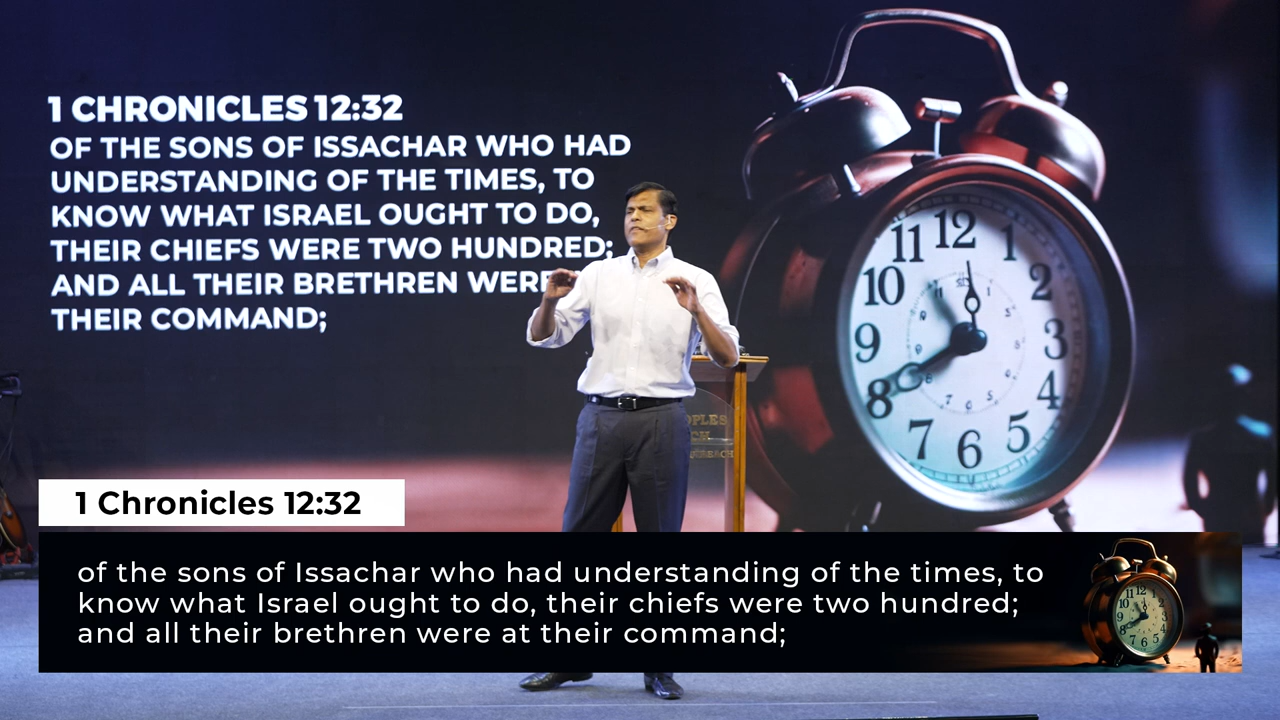 1 CHRONICLES 12:32
OF THE SONS OF ISSACHAR WHO HAD
UNDERSTANDING OF THE TIMES, TO
KNOW WHAT ISRAEL OUGHT TO DO,
THEIR CHIEFS WERE TWO HUNDRED;
AND ALL THEIR BRETHREN WERE
THEIR COMMAND;
12
1
2
3
4
5
6
7
8
9
10
11
1 Chronicles 12:32
of the sons of Issachar who had understanding of the times, to
know what Israel ought to do, their chiefs were two hundred;
and all their brethren were at their command;